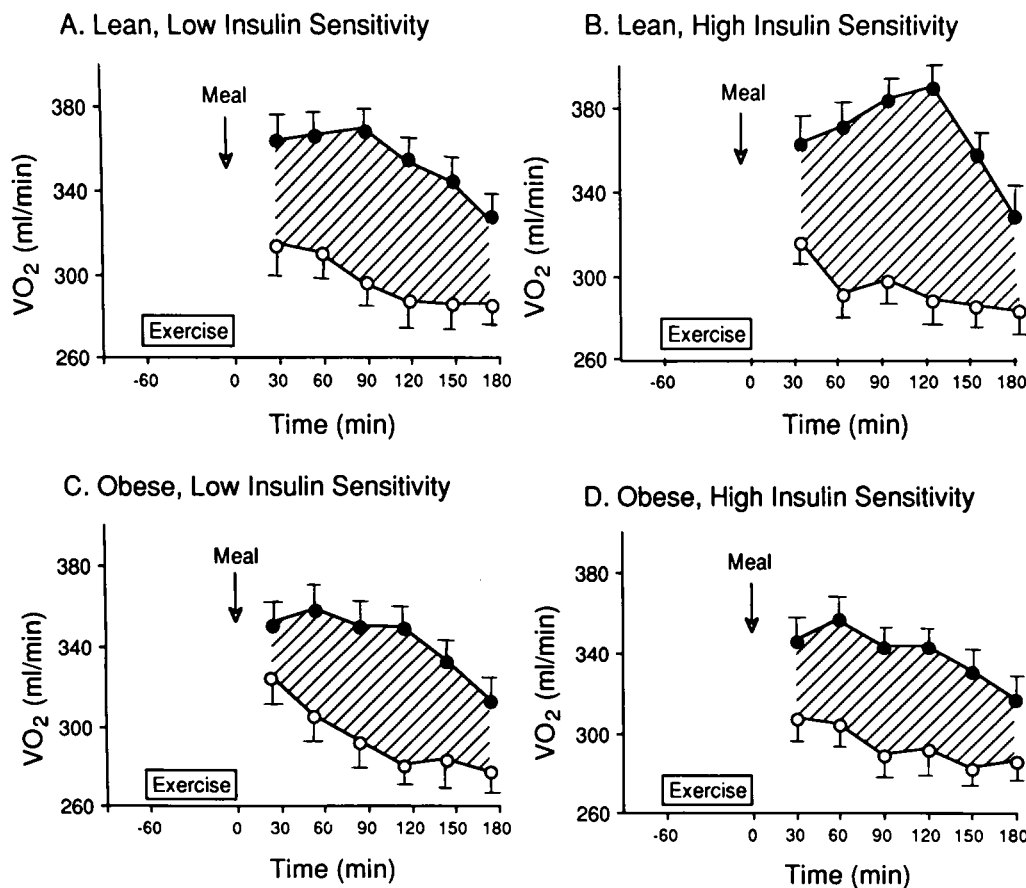 A. Lean, Low Insulin Sensitivity
380
340
300
260
VO2 (ml/min)
Meal
Exercise
-60 0 30 60 90 120 150 180
Time (min)
B. Lean, High Insulin Sensitivity
380
340
300
260
VO2 (ml/min)
Meal
Exercise
-60 0 30 60 90 120 150 180
Time (min)
C. Obese, Low Insulin Sensitivity
380
340
300
260
VO2 (ml/min)
Meal
Exercise
-60 0 30 60 90 120 150 180
Time (min)
D. Obese, High Insulin Sensitivity
380
340
300
260
VO2 (ml/min)
Meal
Exercise
-60 0 30 60 90 120 150 180
Time (min)